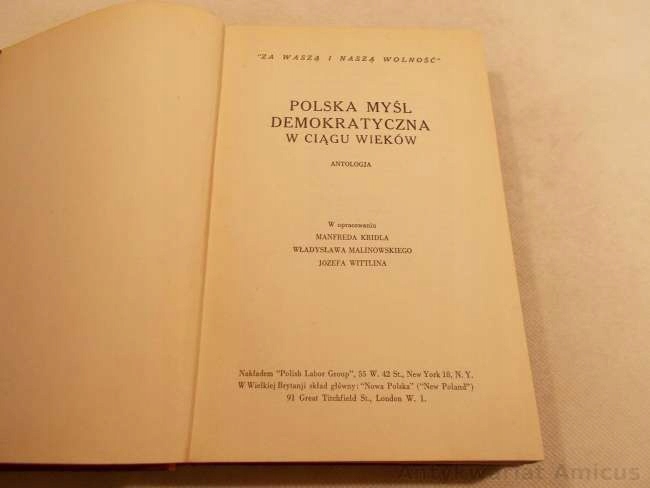 "ZA WASZĄ I NASZĄ WOLNOŚĆ"
POLSKA MYŚL
DEMOKRATYCZNA
W CIĄGU WIEKÓW
ANTOLOGJA
W opracowaniu
MANFREDA KRIDLA
WŁADYSŁAWA MALINOWSKIEGO
JÓZEFA WITTLINA
Nakładem "Polish Labor Group", 55 W. 42 St., New York 18, N. Y.
W Wielkiej Brytanji skład główny: "Nowa Polska" ("New Poland")
91 Great Titchfield St., London W. 1.
Antykwariat Amicus